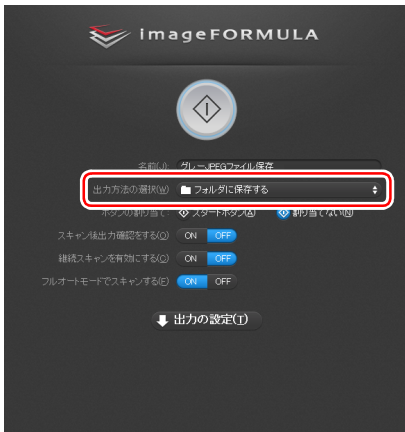 imageFORMULA
名前(J): グレーJPEGファイル保存
出力方法の選択(W) フォルダに保存する
ボタンの割り当て: スタートボタン(A) 割り当てない(N)
スキャン後出力確認をする(O) ON OFF
継続スキャンを有効にする(C) ON OFF
フルオートモードでスキャンする(E) ON OFF
出力の設定(T)